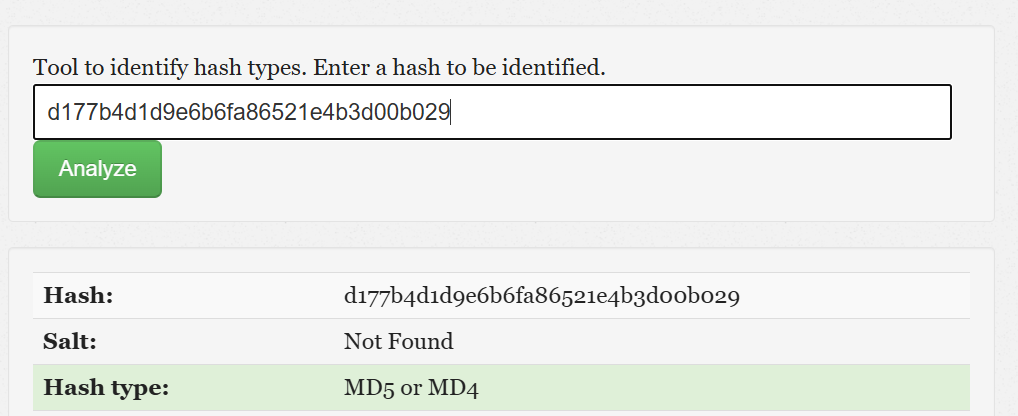 Tool to identify hash types. Enter a hash to be identified.
d177b4d1d9e6b6fa86521e4b3d00b029
Analyze
Hash: d177b4d1d9e6b6fa86521e4b3d00b029
Salt: Not Found
Hash type: MD5 or MD4